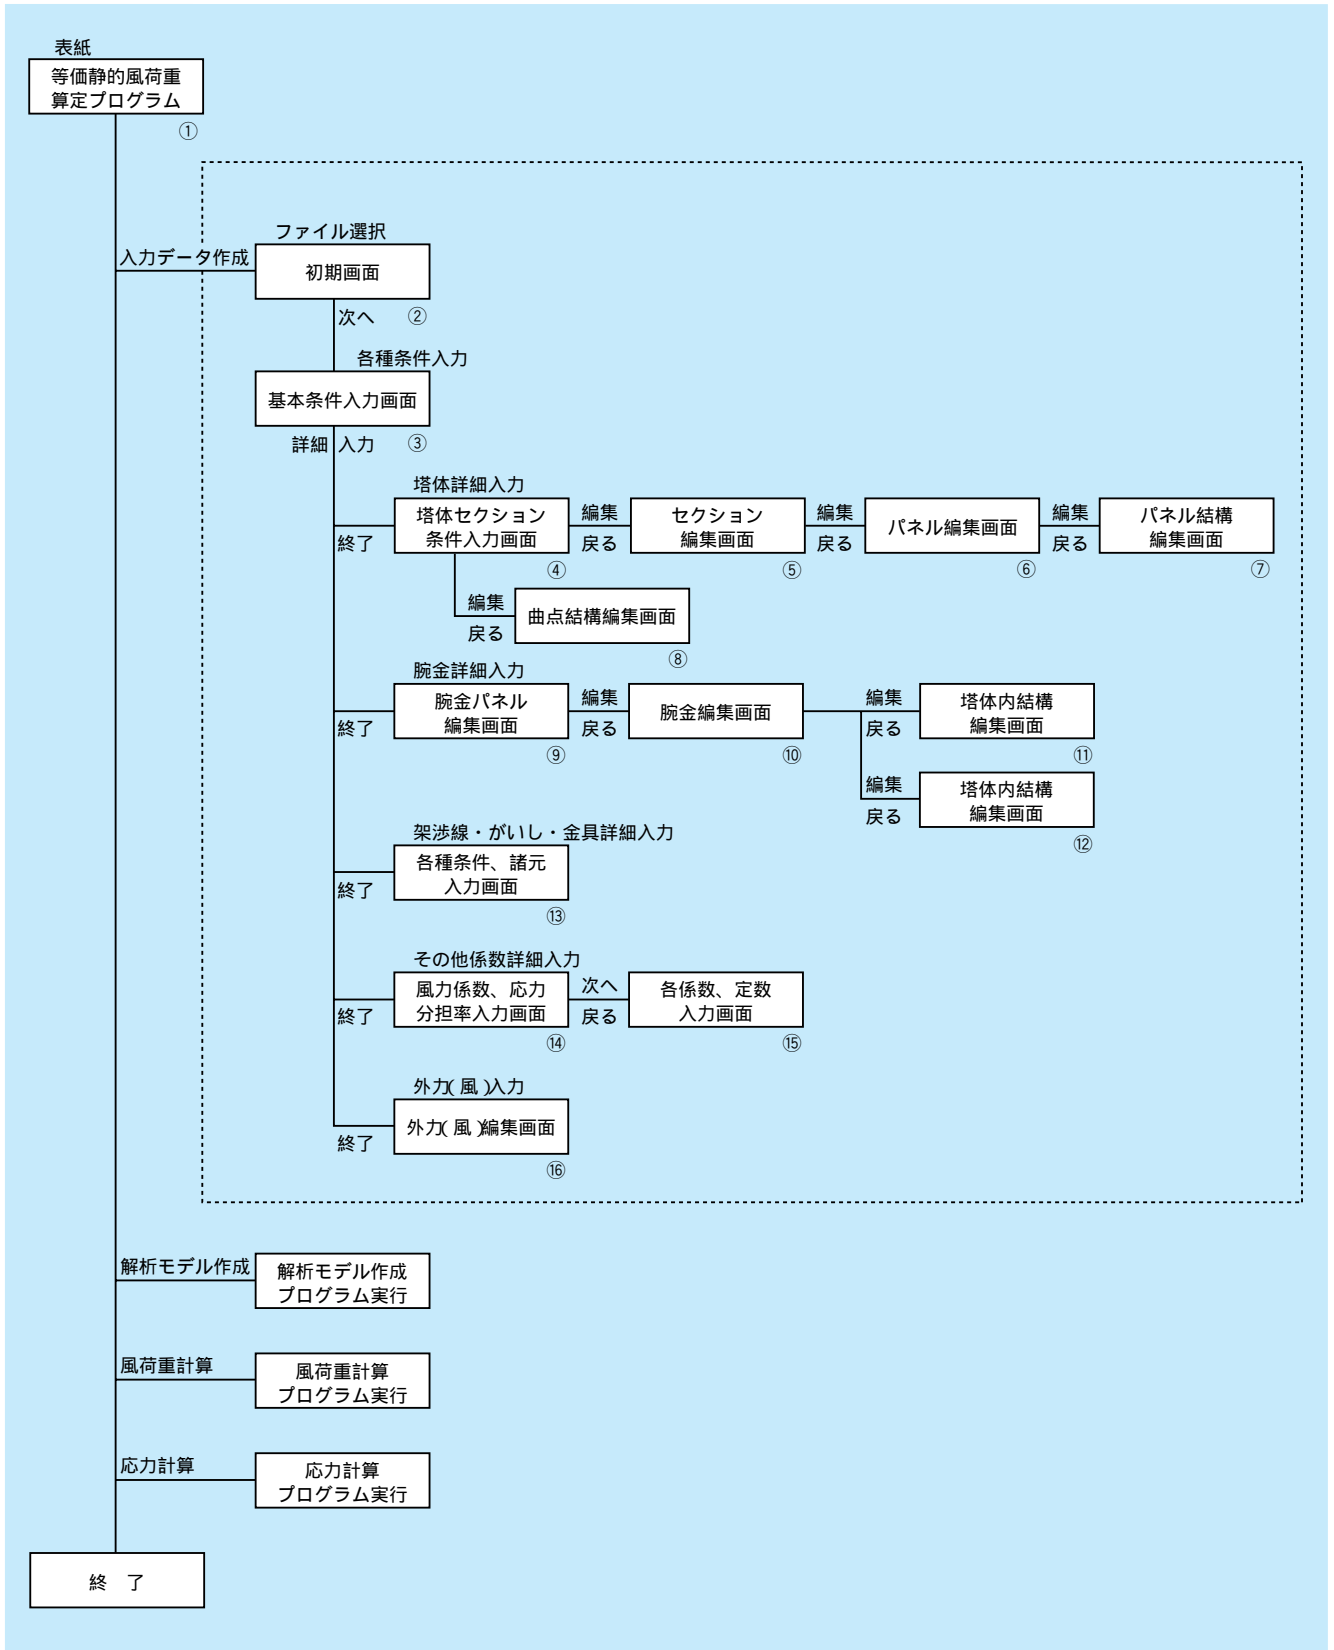 表紙
等価静的風荷重
算定プログラム
①
ファイル選択
入力データ作成
初期画面
次へ
②
各種条件入力
基本条件入力画面
詳細入力
③
塔体詳細入力
塔体セクション
条件入力画面
終了
④
編集
戻る
セクション
編集画面
⑤
編集
戻る
パネル編集画面
⑥
編集
戻る
パネル結構
編集画面
⑦
編集
戻る
曲点結構編集画面
⑧
腕金詳細入力
腕金パネル
編集画面
終了
⑨
編集
戻る
腕金編集画面
⑩
編集
戻る
塔体内結構
編集画面
⑪
編集
戻る
塔体内結構
編集画面
⑫
架渉線・がいし・金具詳細入力
各種条件、諸元
入力画面
終了
⑬
その他係数詳細入力
風力係数、応力
分担率入力画面
終了
⑭
次へ
戻る
各係数、定数
入力画面
⑮
外力(風)入力
外力(風)編集画面
終了
⑯
解析モデル作成
解析モデル作成
プログラム実行
風荷重計算
風荷重計算
プログラム実行
応力計算
応力計算
プログラム実行
終 了